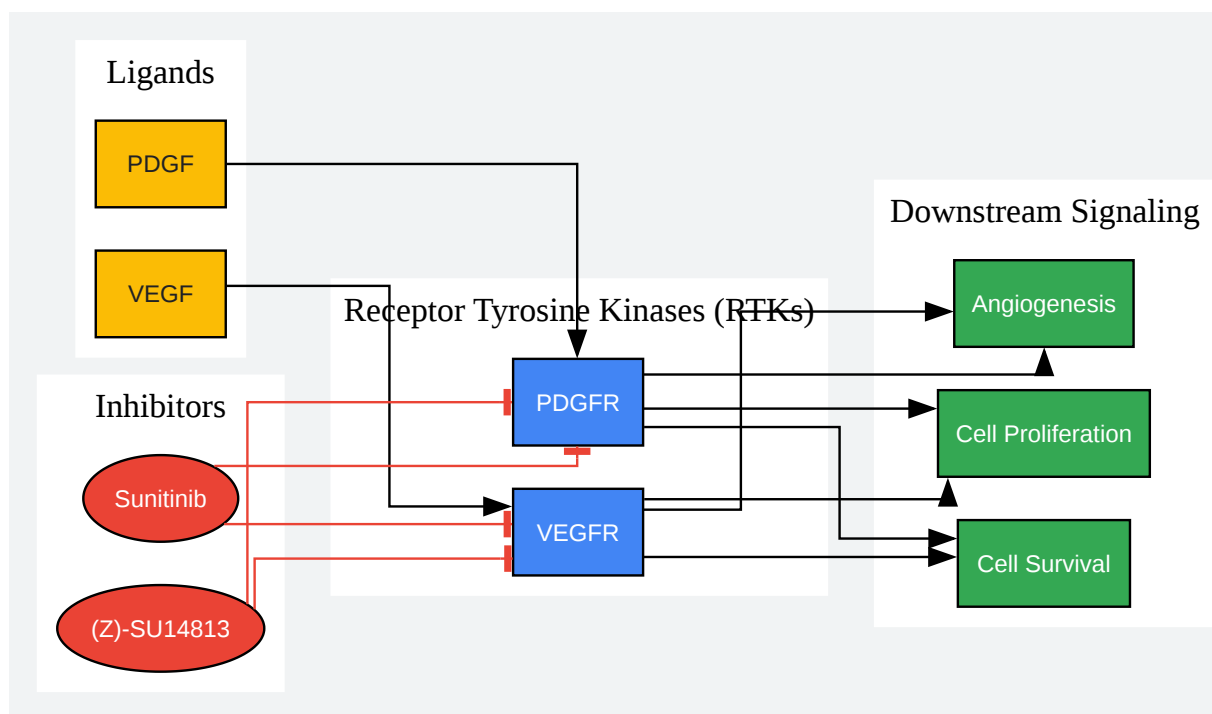 Ligands
PDGF
VEGF
Inhibitors
Sunitinib
(Z)-SU14813
Receptor Tyrosine Kinases (RTKs)
PDGFR
VEGFR
Downstream Signaling
Angiogenesis
Cell Proliferation
Cell Survival